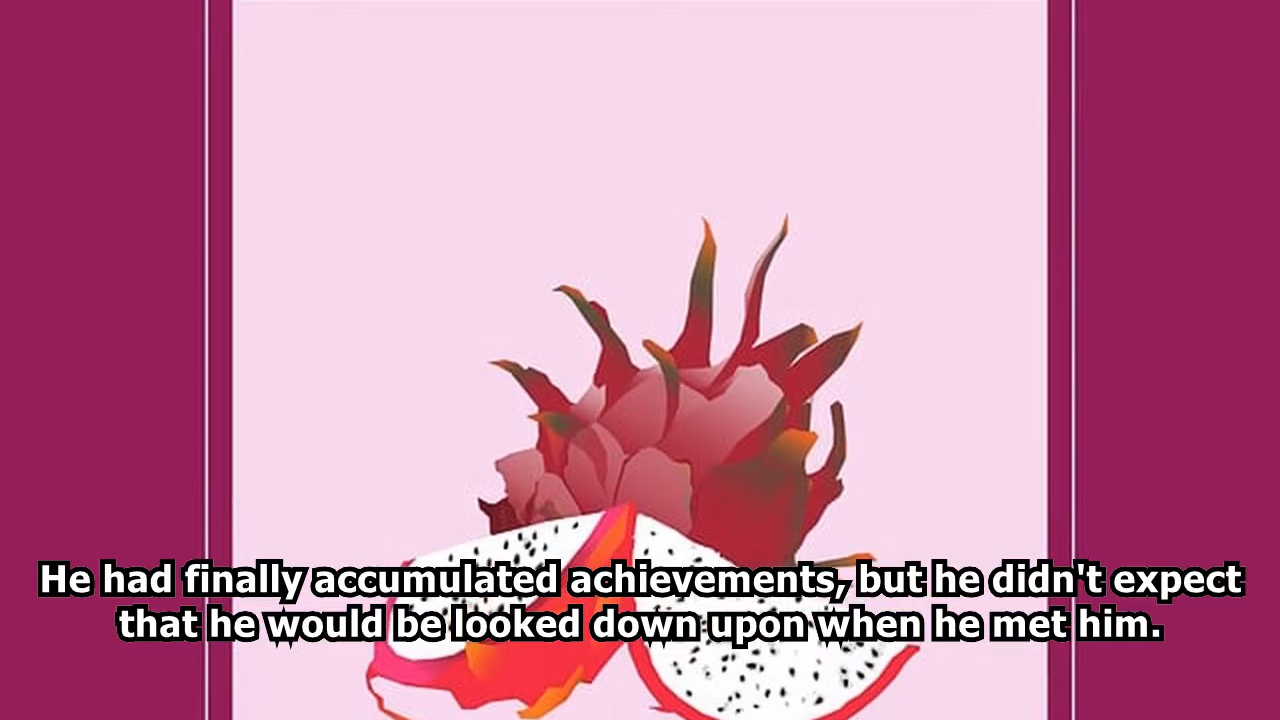 He had finally accumulated achievements, but he didn't expect
that he would be looked down upon when he met him.